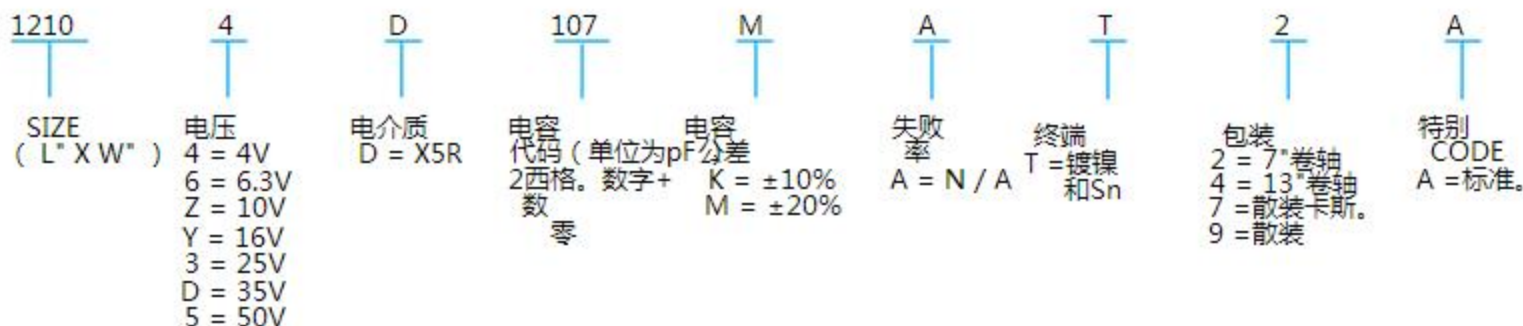 1210 4 D 107 M A T 2 A
SIZE
( L" X W" )
电压
4 = 4V
6 = 6.3V
Z = 10V
Y = 16V
3 = 25V
D = 35V
5 = 50V
电介质
D = X5R
电容
代码(单位为pF)
2西格。数字+
数
零
电容
公差
K = ±10%
M = ±20%
失败
率
A = N / A
终端
T =镀镍
和Sn
包装
2 = 7"卷轴
4 = 13"卷轴
7 =散装卡斯。
9 =散装
特别
CODE
A =标准。